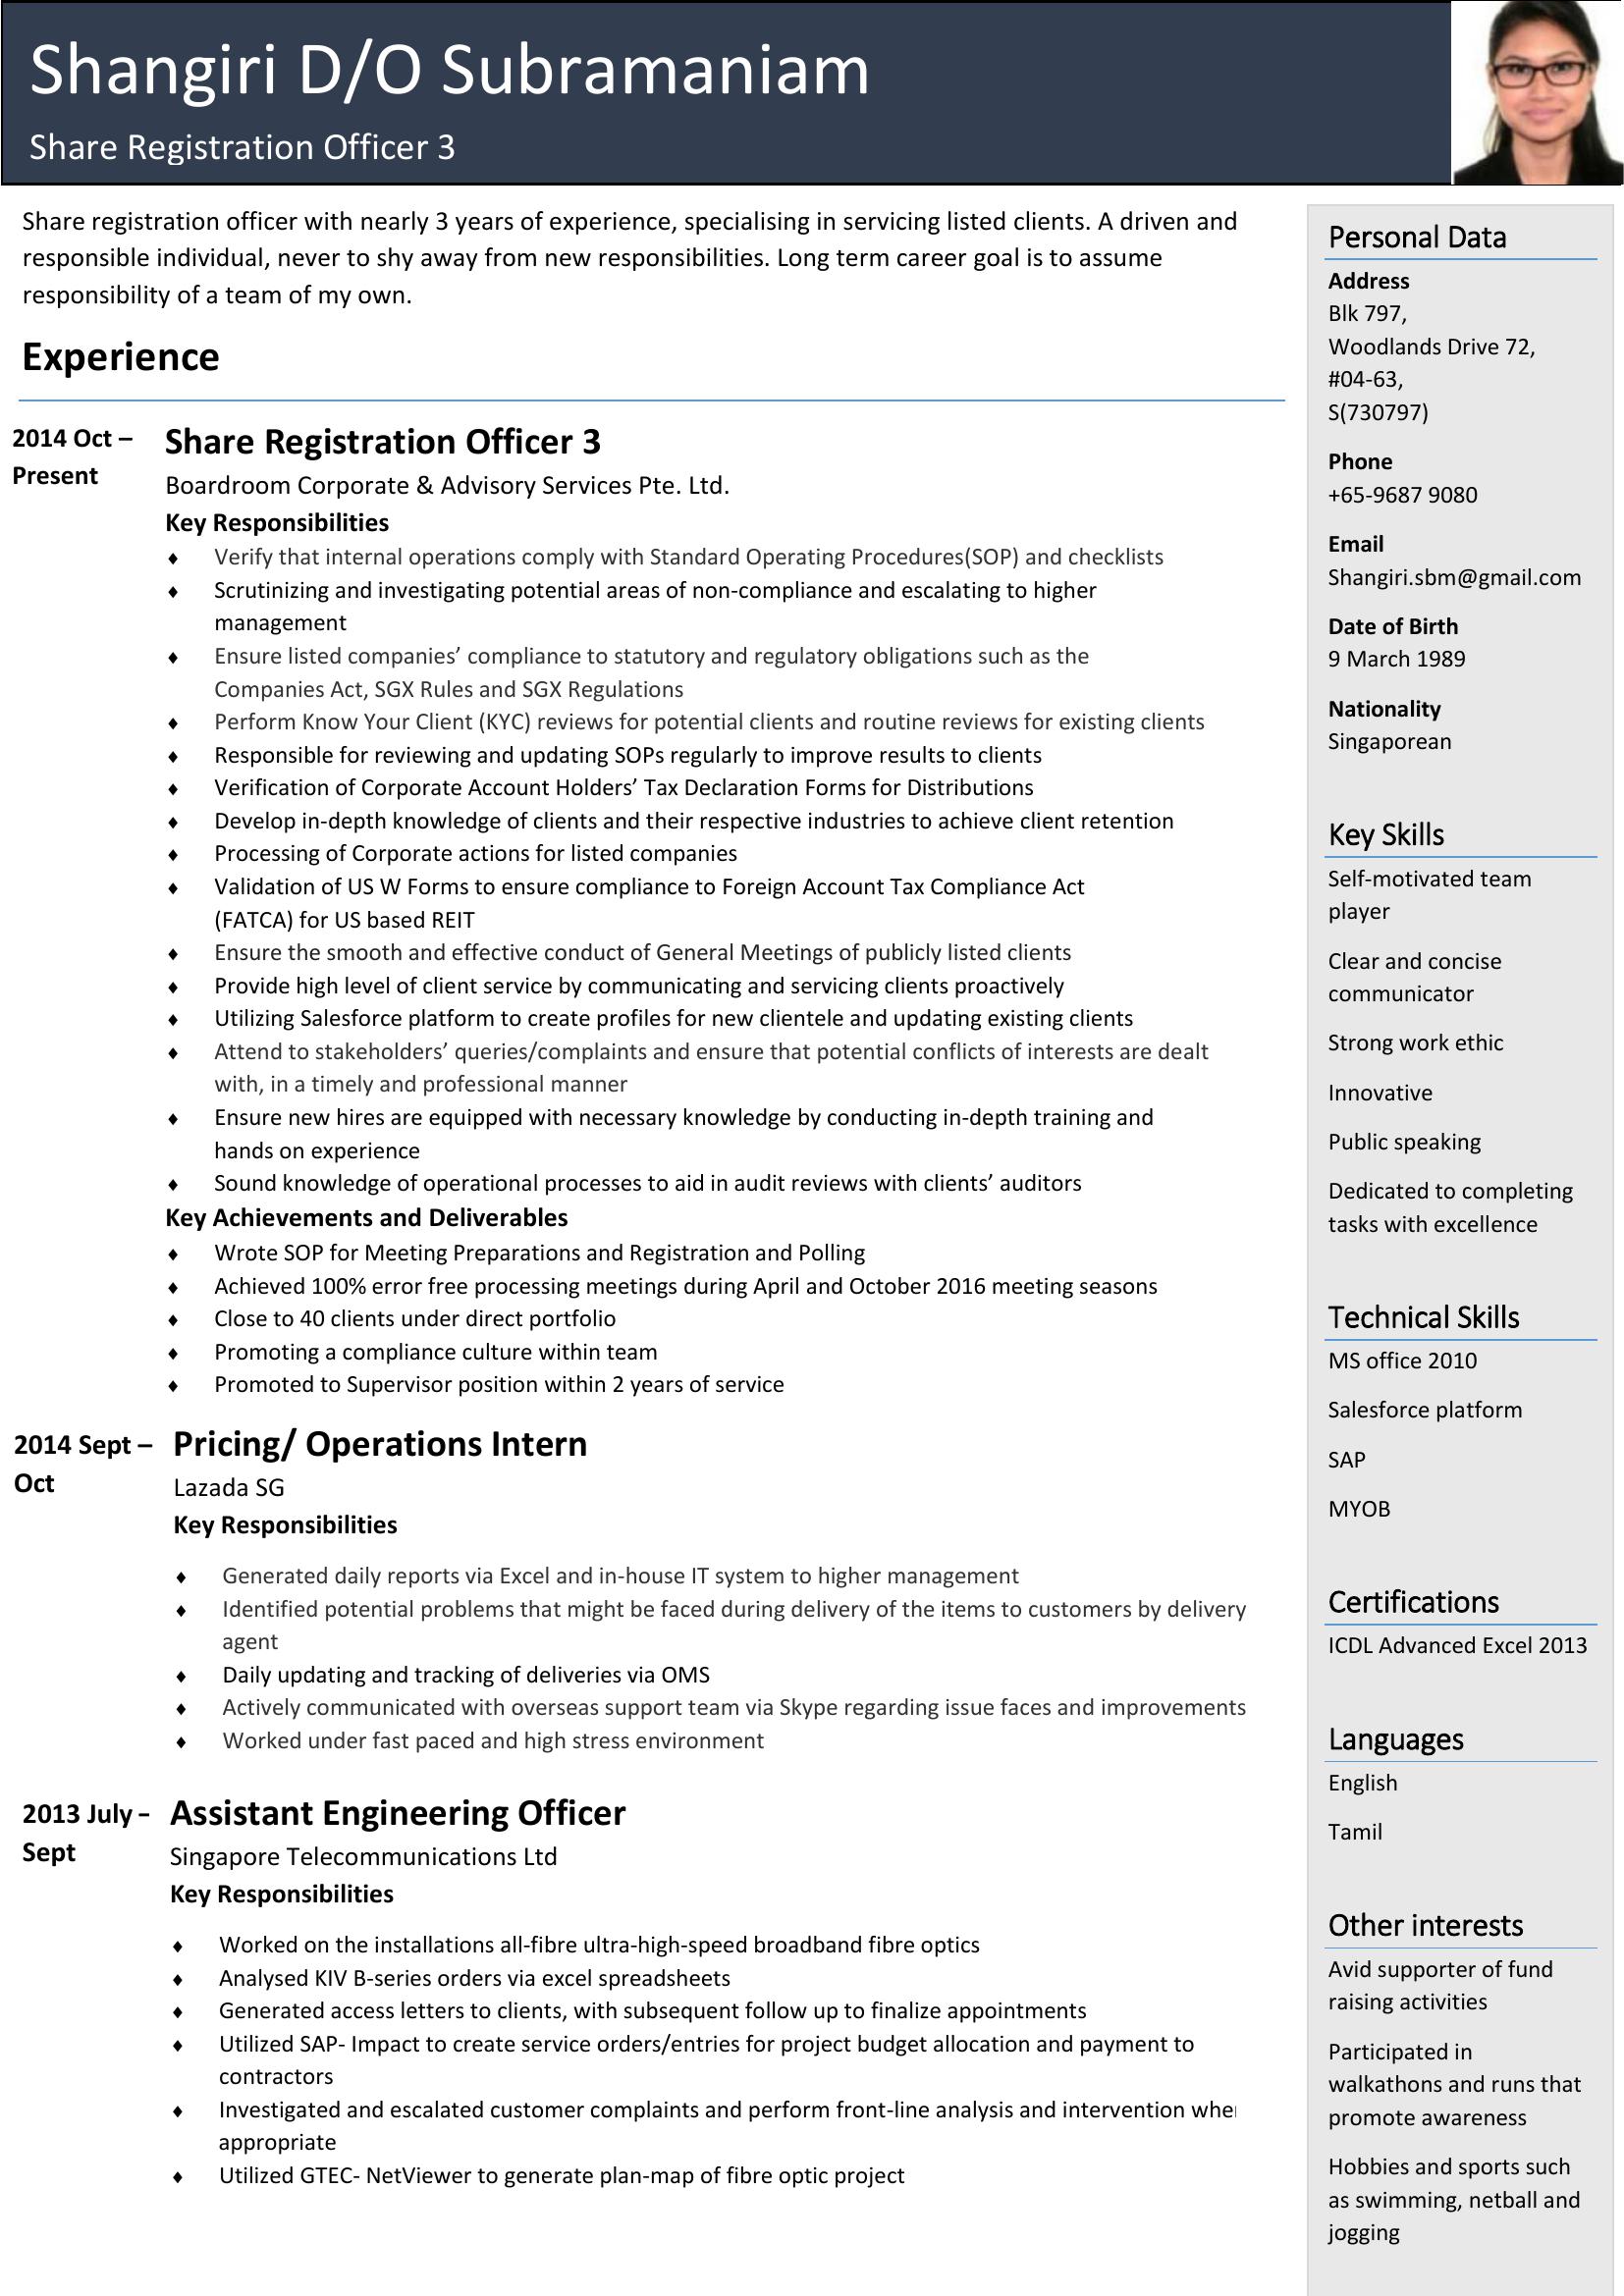 Shangiri D/O Subramaniam
Share Registration Officer 3
Share registration officer with nearly 3 years of experience, specialising in servicing listed clients. A driven and
responsible individual, never to shy away from new responsibilities. Long term career goal is to assume
responsibility of a team of my own.
Experience
2014 Oct –
Present
Share Registration Officer 3
Boardroom Corporate & Advisory Services Pte. Ltd.
Key Responsibilities
♦ Verify that internal operations comply with Standard Operating Procedures(SOP) and checklists
♦ Scrutinizing and investigating potential areas of non-compliance and escalating to higher
management
♦ Ensure listed companies’ compliance to statutory and regulatory obligations such as the
Companies Act, SGX Rules and SGX Regulations
♦ Perform Know Your Client (KYC) reviews for potential clients and routine reviews for existing clients
♦ Responsible for reviewing and updating SOPs regularly to improve results to clients
♦ Verification of Corporate Account Holders’ Tax Declaration Forms for Distributions
♦ Develop in-depth knowledge of clients and their respective industries to achieve client retention
♦ Processing of Corporate actions for listed companies
♦ Validation of US W Forms to ensure compliance to Foreign Account Tax Compliance Act
(FATCA) for US based REIT
♦ Ensure the smooth and effective conduct of General Meetings of publicly listed clients
♦ Provide high level of client service by communicating and servicing clients proactively
♦ Utilizing Salesforce platform to create profiles for new clientele and updating existing clients
♦ Attend to stakeholders’ queries/complaints and ensure that potential conflicts of interests are dealt
with, in a timely and professional manner
♦ Ensure new hires are equipped with necessary knowledge by conducting in-depth training and
hands on experience
♦ Sound knowledge of operational processes to aid in audit reviews with clients’ auditors
Key Achievements and Deliverables
♦ Wrote SOP for Meeting Preparations and Registration and Polling
♦ Achieved 100% error free processing meetings during April and October 2016 meeting seasons
♦ Close to 40 clients under direct portfolio
♦ Promoting a compliance culture within team
♦ Promoted to Supervisor position within 2 years of service
2014 Sept –
Oct
Pricing/ Operations Intern
Lazada SG
Key Responsibilities
♦ Generated daily reports via Excel and in-house IT system to higher management
♦ Identified potential problems that might be faced during delivery of the items to customers by delivery
agent
♦ Daily updating and tracking of deliveries via OMS
♦ Actively communicated with overseas support team via Skype regarding issue faces and improvements
♦ Worked under fast paced and high stress environment
2013 July –
Sept
Assistant Engineering Officer
Singapore Telecommunications Ltd
Key Responsibilities
♦ Worked on the installations all-fibre ultra-high-speed broadband fibre optics
♦ Analysed KIV B-series orders via excel spreadsheets
♦ Generated access letters to clients, with subsequent follow up to finalize appointments
♦ Utilized SAP- Impact to create service orders/entries for project budget allocation and payment to
contractors
♦ Investigated and escalated customer complaints and perform front-line analysis and intervention
appropriate
♦ Utilized GTEC- NetViewer to generate plan-map of fibre optic project
Personal Data
Address
Blk 797,
Woodlands Drive 72,
#04-63,
S(730797)
Phone
+65-9687 9080
Email
Shangiri.sbm@gmail.com
Date of Birth
9 March 1989
Nationality
Singaporean
Key Skills
Self-motivated team
player
Clear and concise
communicator
Strong work ethic
Innovative
Public speaking
Dedicated to completing
tasks with excellence
Technical Skills
MS office 2010
Salesforce platform
SAP
MYOB
Certifications
ICDL Advanced Excel 2013
Languages
English
Tamil
Other interests
Avid supporter of fund
raising activities
Participated in
walkathons and runs that
promote awareness
Hobbies and sports such
as swimming, netball and
jogging